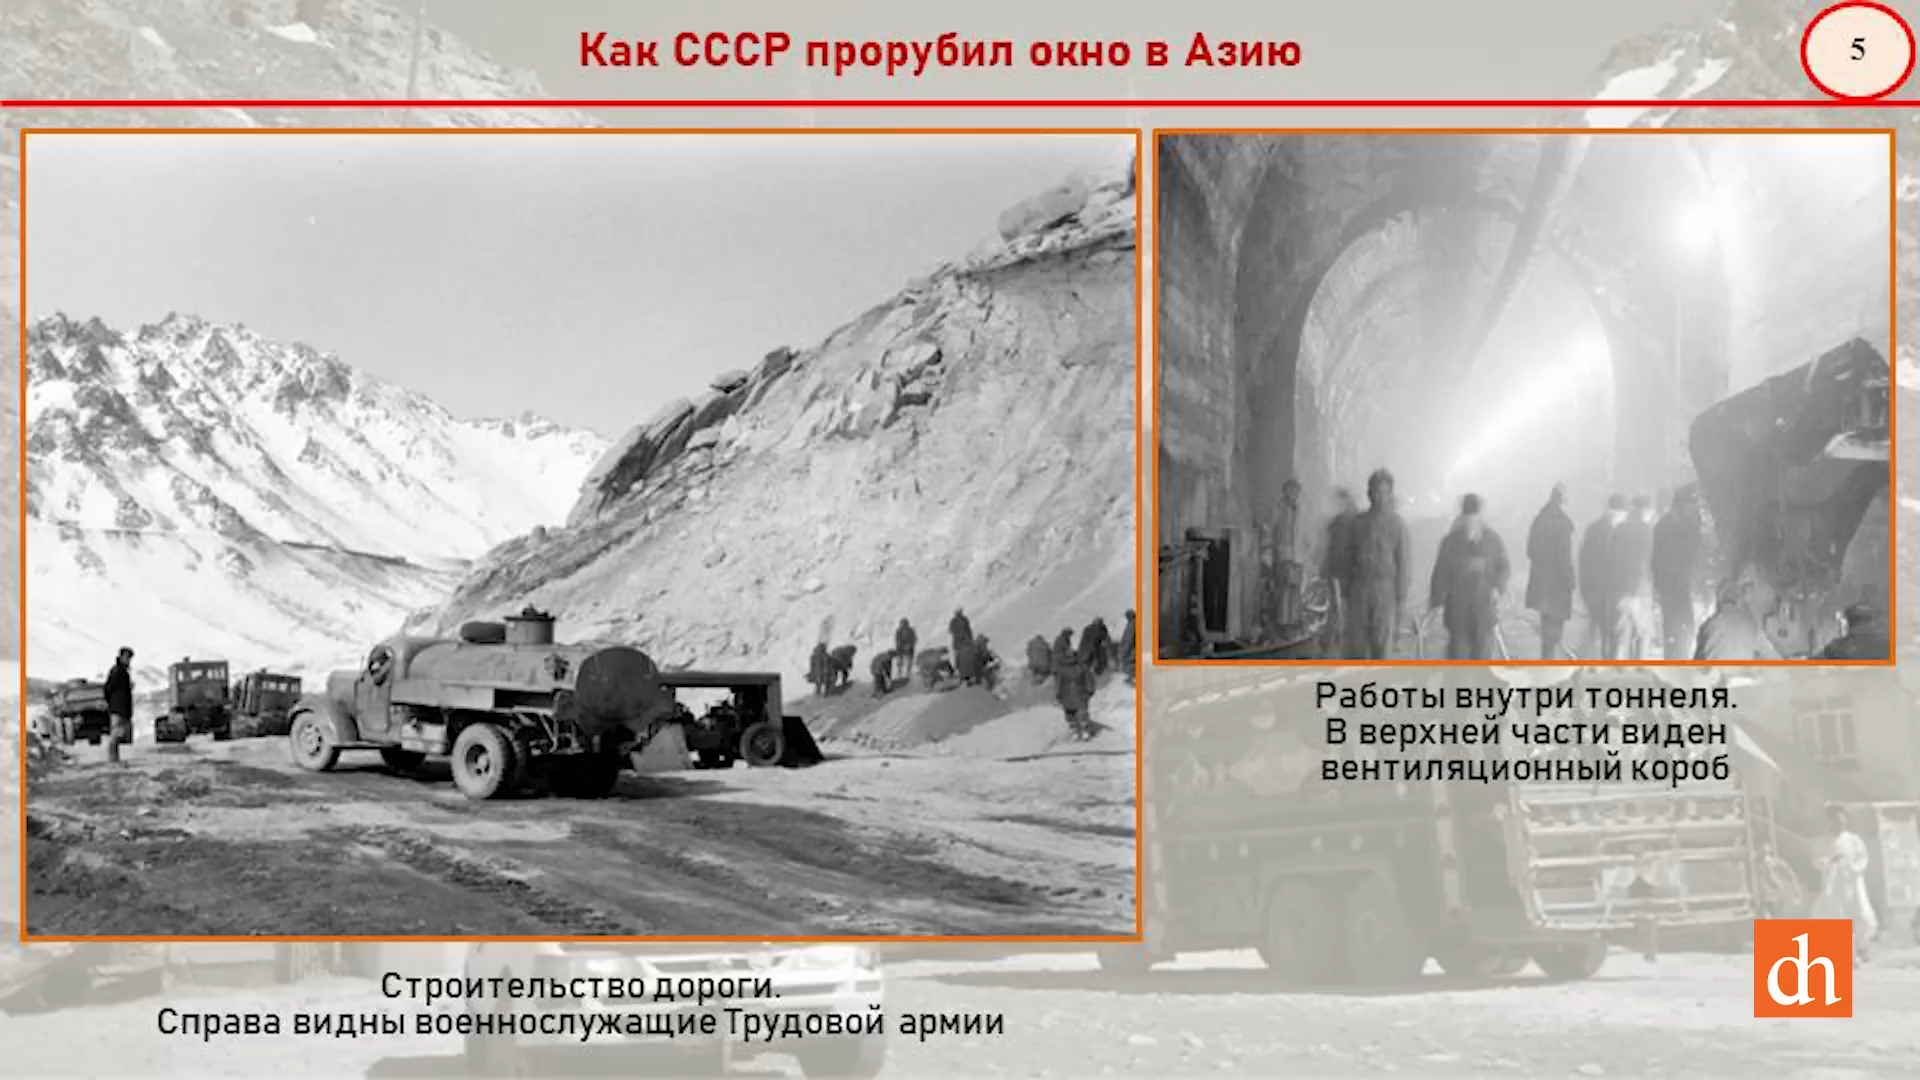 Как СССР прорубил окно в Азию
5
Работы внутри тоннеля.
В верхней части виден
вентиляционный короб
Строительство дороги.
Справа видны военнослужащие Трудовой армии
dh